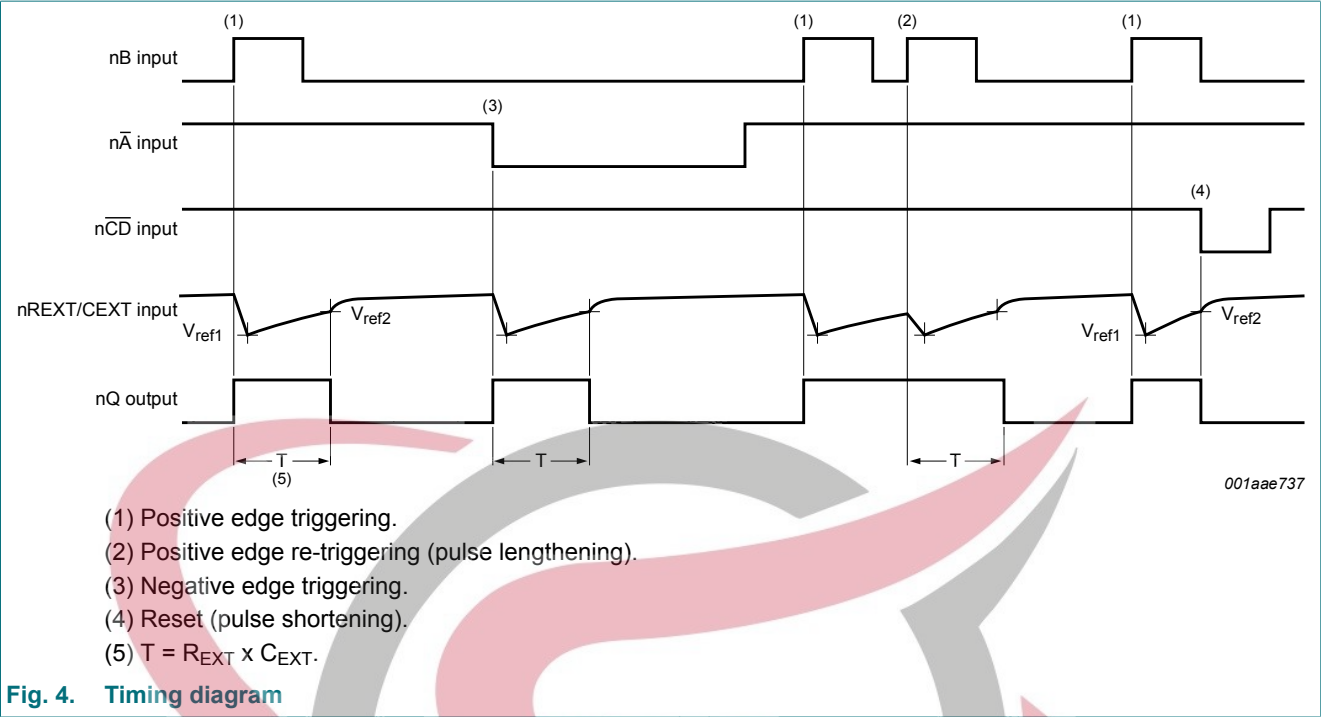 (1) (1) (2) (1)
nB input
(3)
nA̅ input
(4)
nC̅D̅ input
nREXT/CEXT input
Vref1 Vref2 Vref1 Vref2
nQ output
T T T
(5)
001aae737
(1) Positive edge triggering.
(2) Positive edge re-triggering (pulse lengthening).
(3) Negative edge triggering.
(4) Reset (pulse shortening).
(5) T = REXT x CEXT.
Fig. 4. Timing diagram